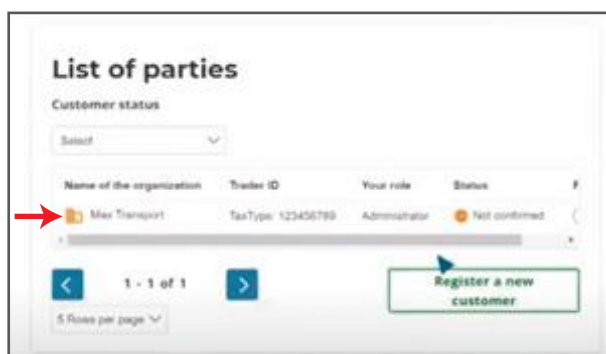 List of parties
Customer status
Select
Name of the organization Trader ID Your role Status
Max Transport TaxType: 123456789 Administrator Not confirmed
1 - 1 of 1
Register a new
customer
5 Rows per page